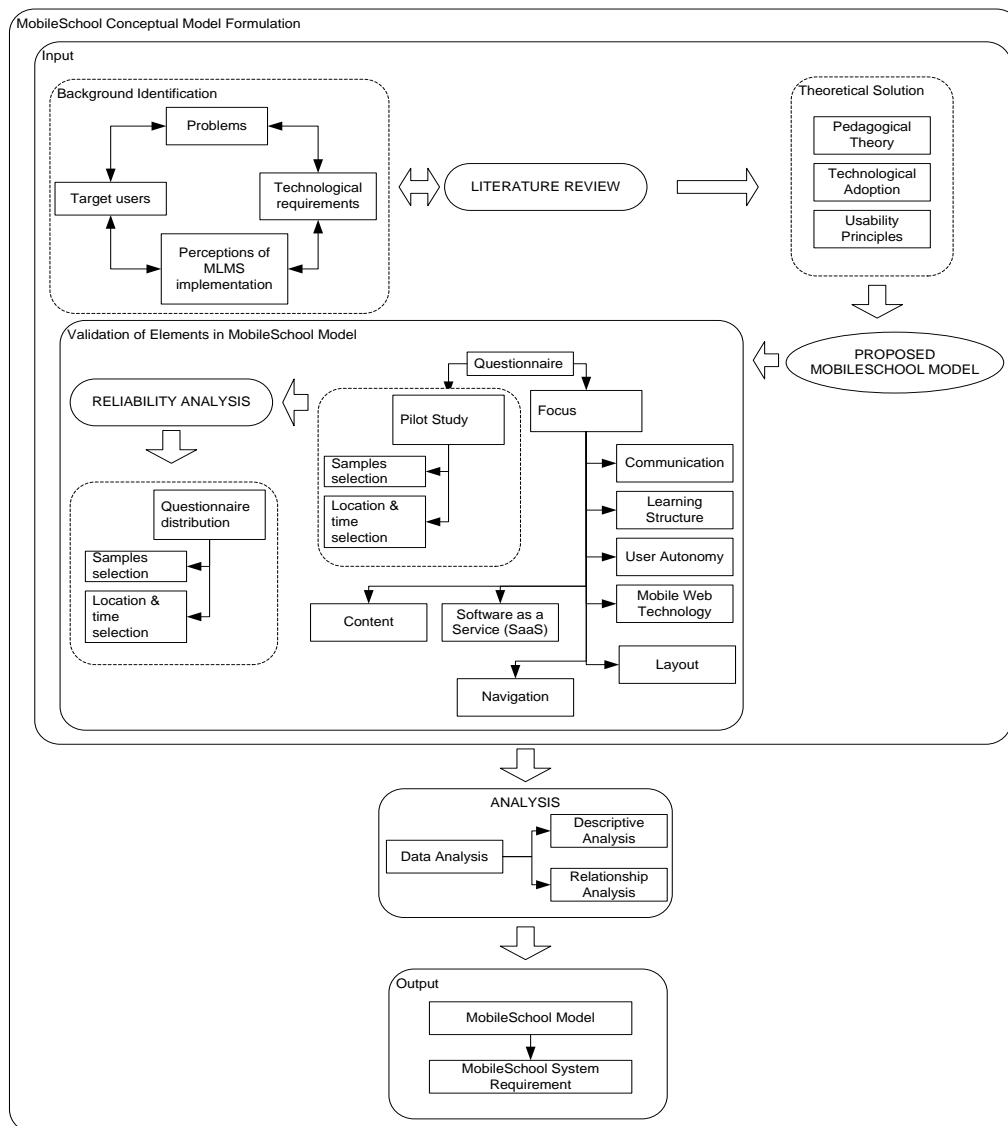 MobileSchool Conceptual Model Formulation
Input
Background Identification
Problems
Target users
Technological
requirements
Perceptions of
MLMS
implementation
LITERATURE REVIEW
Theoretical Solution
Pedagogical
Theory
Technological
Adoption
Usability
Principles
PROPOSED
MOBILESCHOOL MODEL
Validation of Elements in MobileSchool Model
Questionnaire
Pilot Study
Samples
selection
Location &
time selection
Focus
Communication
Learning
Structure
User Autonomy
Mobile Web
Technology
Layout
Content
Software as a
Service (SaaS)
Navigation
RELIABILITY ANALYSIS
Questionnaire
distribution
Samples
selection
Location &
time
selection
ANALYSIS
Data Analysis
Descriptive
Analysis
Relationship
Analysis
Output
MobileSchool Model
MobileSchool System
Requirement